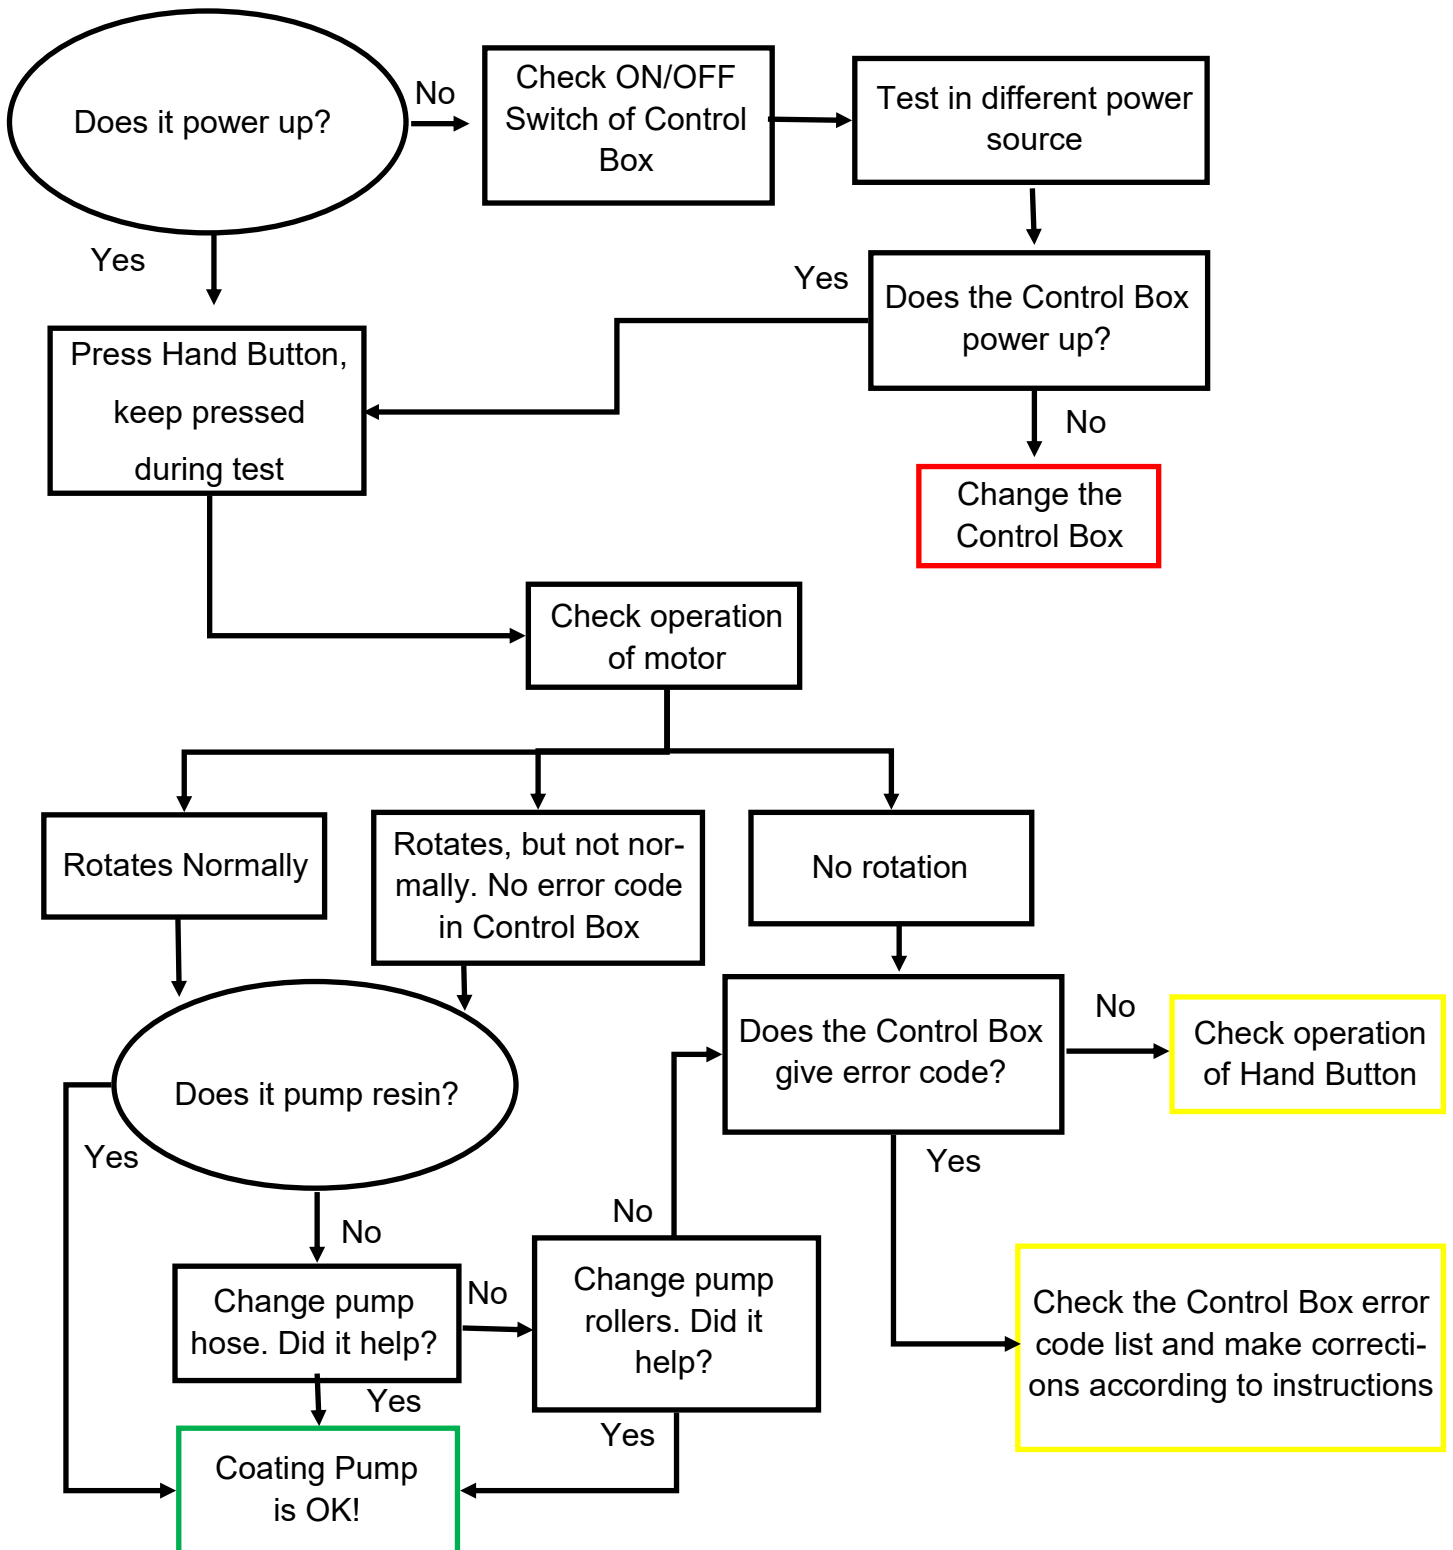 Does it power up?
No
Check ON/OFF
Switch of Control
Box
Test in different power
source
Yes
Does the Control Box
power up?
Yes
Press Hand Button,
keep pressed
during test
No
Change the
Control Box
Check operation
of motor
Rotates Normally
Rotates, but not nor-
mally. No error code
in Control Box
No rotation
Does it pump resin?
Yes
No
Does the Control Box
give error code?
No
Check operation
of Hand Button
Yes
Change pump
hose. Did it help?
No
Yes
Change pump
rollers. Did it
help?
No
Yes
Check the Control Box error
code list and make correcti-
ons according to instructions
Coating Pump
is OK!